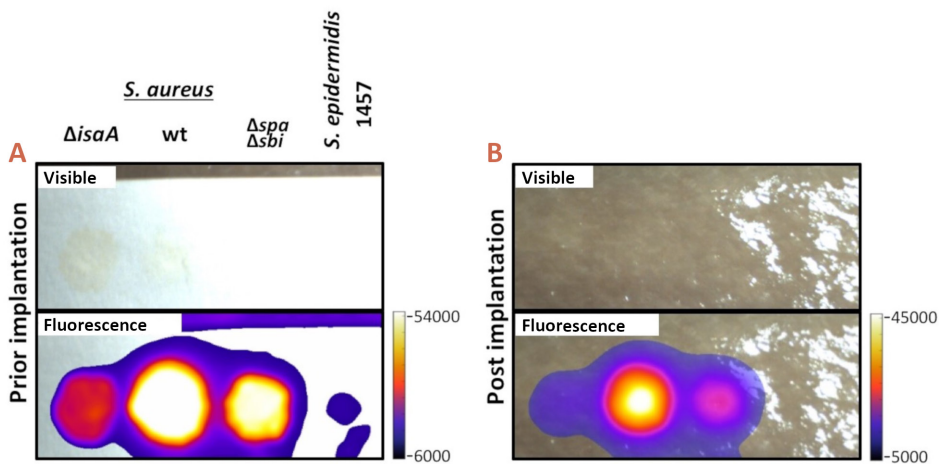 S. aureus
ΔisaA
wt
Δspa
Δsbi
S. epidermidis
1457
A
Prior implantation
Visible
Fluorescence
54000
6000
B
Post implantation
Visible
Fluorescence
45000
5000